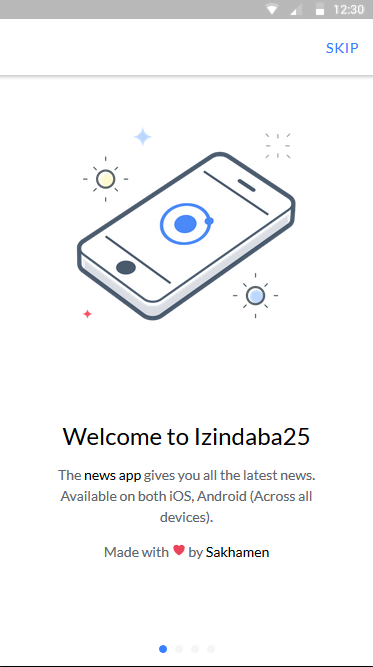 12:30
SKIP
Welcome to Izindaba25
The news app gives you all the latest news.
Available on both iOS, Android (Across all
devices).
Made with ❤ by Sakhamen